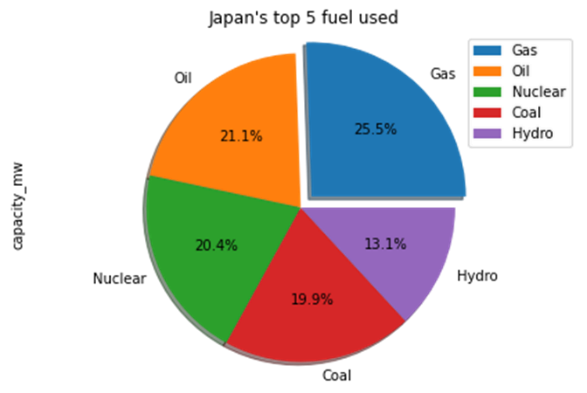 Japan's top 5 fuel used
Gas
Oil
Nuclear
Coal
Hydro
Oil
Gas
25.5%
21.1%
20.4%
13.1%
19.9%
Nuclear
Hydro
Coal
capacity_mw